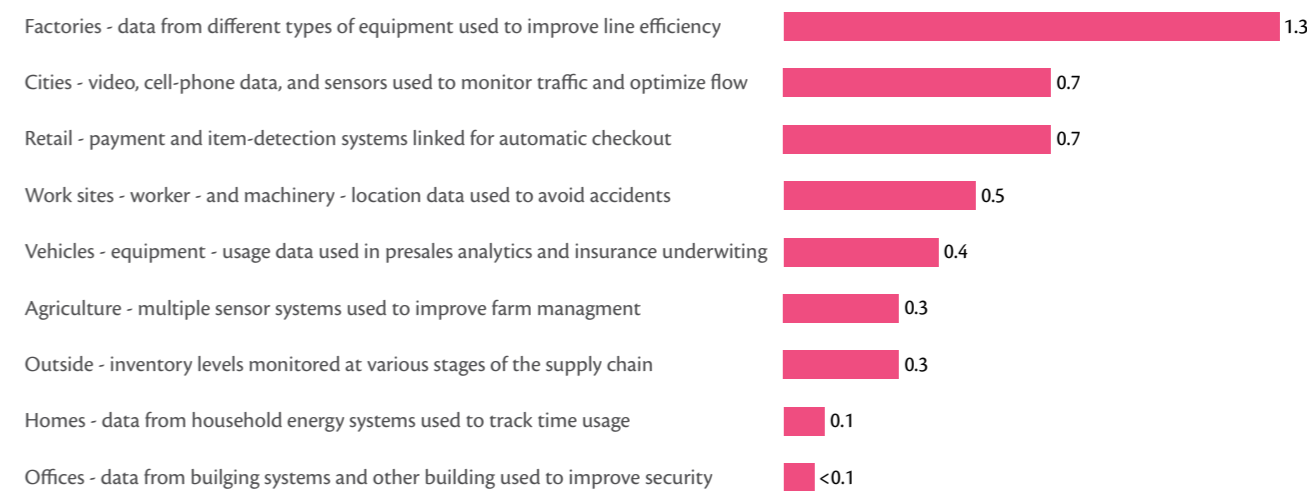 Factories - data from different types of equipment used to improve line efficiency 1.3
Cities - video, cell-phone data, and sensors used to monitor traffic and optimize flow 0.7
Retail - payment and item-detection systems linked for automatic checkout 0.7
Work sites - worker - and machinery - location data used to avoid accidents 0.5
Vehicles - equipment - usage data used in presales analytics and insurance underwiting 0.4
Agriculture - multiple sensor systems used to improve farm managment 0.3
Outside - inventory levels monitored at various stages of the supply chain 0.3
Homes - data from household energy systems used to track time usage 0.1
Offices - data from builging systems and other building used to improve security <0.1